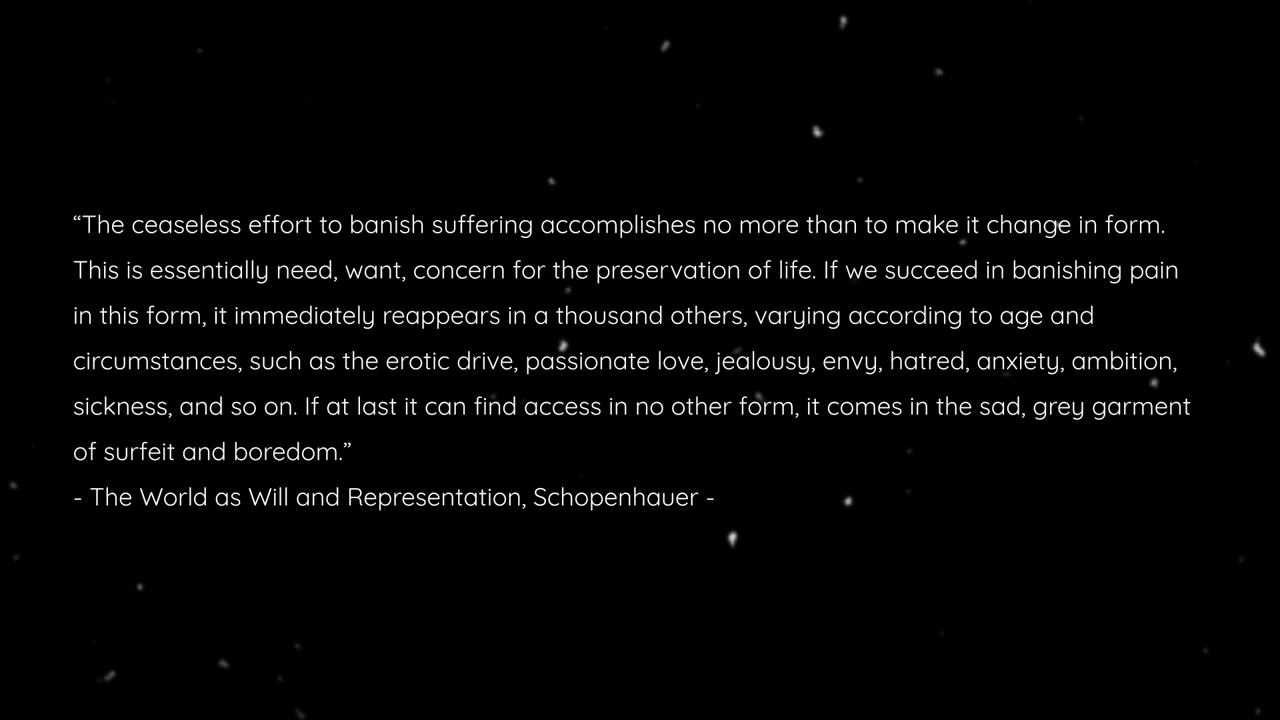 “The ceaseless effort to banish suffering accomplishes no more than to make it change in form.
This is essentially need, want, concern for the preservation of life. If we succeed in banishing pain
in this form, it immediately reappears in a thousand others, varying according to age and
circumstances, such as the erotic drive, passionate love, jealousy, envy, hatred, anxiety, ambition,
sickness, and so on. If at last it can find access in no other form, it comes in the sad, grey garment
of surfeit and boredom.”
- The World as Will and Representation, Schopenhauer -